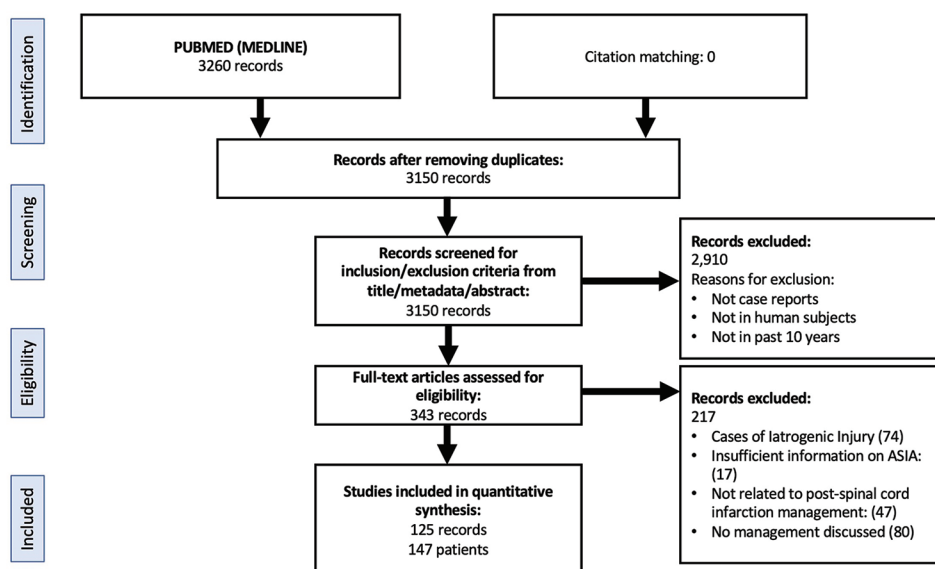 Identification
PUBMED (MEDLINE)
3260 records
Citation matching: 0
Records after removing duplicates:
3150 records
Screening
Records screened for
inclusion/exclusion criteria from
title/metadata/abstract:
3150 records
Records excluded:
2,910
Reasons for exclusion:
• Not case reports
• Not in human subjects
• Not in past 10 years
Eligibility
Full-text articles assessed for
eligibility:
343 records
Records excluded:
217
• Cases of Iatrogenic Injury (74)
• Insufficient information on ASIA:
(17)
• Not related to post-spinal cord
infarction management: (47)
• No management discussed (80)
Included
Studies included in quantitative
synthesis:
125 records
147 patients